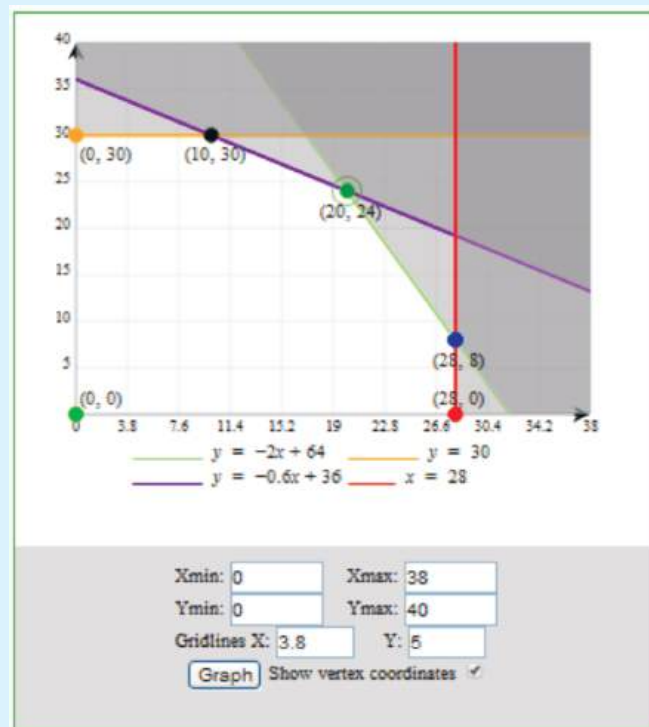 40
35
30
(0, 30) (10, 30)
25
(20, 24)
20
15
10
5
(28, 8)
(0, 0) (28, 0)
0 3.8 7.6 11.4 15.2 19 22.8 26.6 30.4 34.2 38
y = −2x + 64 y = 30
y = −0.6x + 36 x = 28
Xmin: 0 Xmax: 38
Ymin: 0 Ymax: 40
Gridlines X: 3.8 Y: 5
Graph Show vertex coordinates